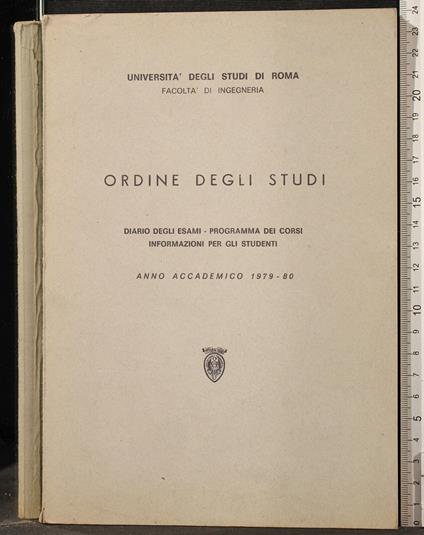 UNIVERSITA' DEGLI STUDI DI ROMA
FACOLTA' DI INGEGNERIA
ORDINE DEGLI STUDI
DIARIO DEGLI ESAMI - PROGRAMMA DEI CORSI
INFORMAZIONI PER GLI STUDENTI
ANNO ACCADEMICO 1979-80